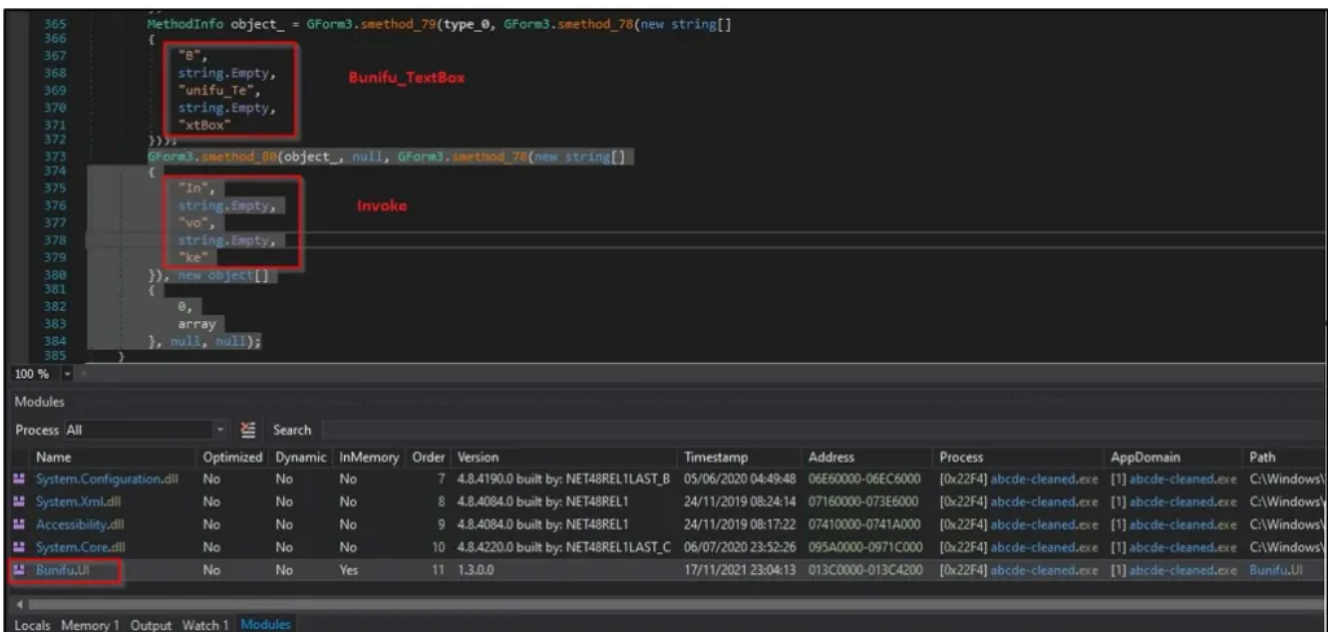 365 MethodInfo object_ = GForm3.smethod_79(type_0, GForm3.smethod_78(new string[]
366 {
367 "B",
368 string.Empty, Bunifu_TextBox
369 "unifu_Te",
370 string.Empty,
371 "xtBox"
372 }));
373 GForm3.smethod_80(object_, null, GForm3.smethod_78(new string[]
374 {
375 "In",
376 string.Empty, Invoke
377 "vo",
378 string.Empty,
379 "ke"
380 }), new object[]
381 {
382 0,
383 array
384 }, null, null);
385 }
100 %
Modules
Process All Search
Name Optimized Dynamic InMemory Order Version Timestamp Address Process AppDomain Path
System.Configuration.dll No No No 7 4.8.4190.0 built by: NET48REL1LAST_B 05/06/2020 04:49:48 06E60000-06EC6000 [0x22F4] abcde-cleaned.exe [1] abcde-cleaned.exe C:\Windows\
System.Xml.dll No No No 8 4.8.4084.0 built by: NET48REL1 24/11/2019 08:24:14 07160000-073E6000 [0x22F4] abcde-cleaned.exe [1] abcde-cleaned.exe C:\Windows\
Accessibility.dll No No No 9 4.8.4084.0 built by: NET48REL1 24/11/2019 08:17:22 07410000-0741A000 [0x22F4] abcde-cleaned.exe [1] abcde-cleaned.exe C:\Windows\
System.Core.dll No No No 10 4.8.4220.0 built by: NET48REL1LAST_C 06/07/2020 23:52:26 095A0000-0971C000 [0x22F4] abcde-cleaned.exe [1] abcde-cleaned.exe C:\Windows\
Bunifu.UI No No Yes 11 1.3.0.0 17/11/2021 23:04:13 013C0000-013C4200 [0x22F4] abcde-cleaned.exe [1] abcde-cleaned.exe Bunifu.UI
Locals Memory 1 Output Watch 1 Modules